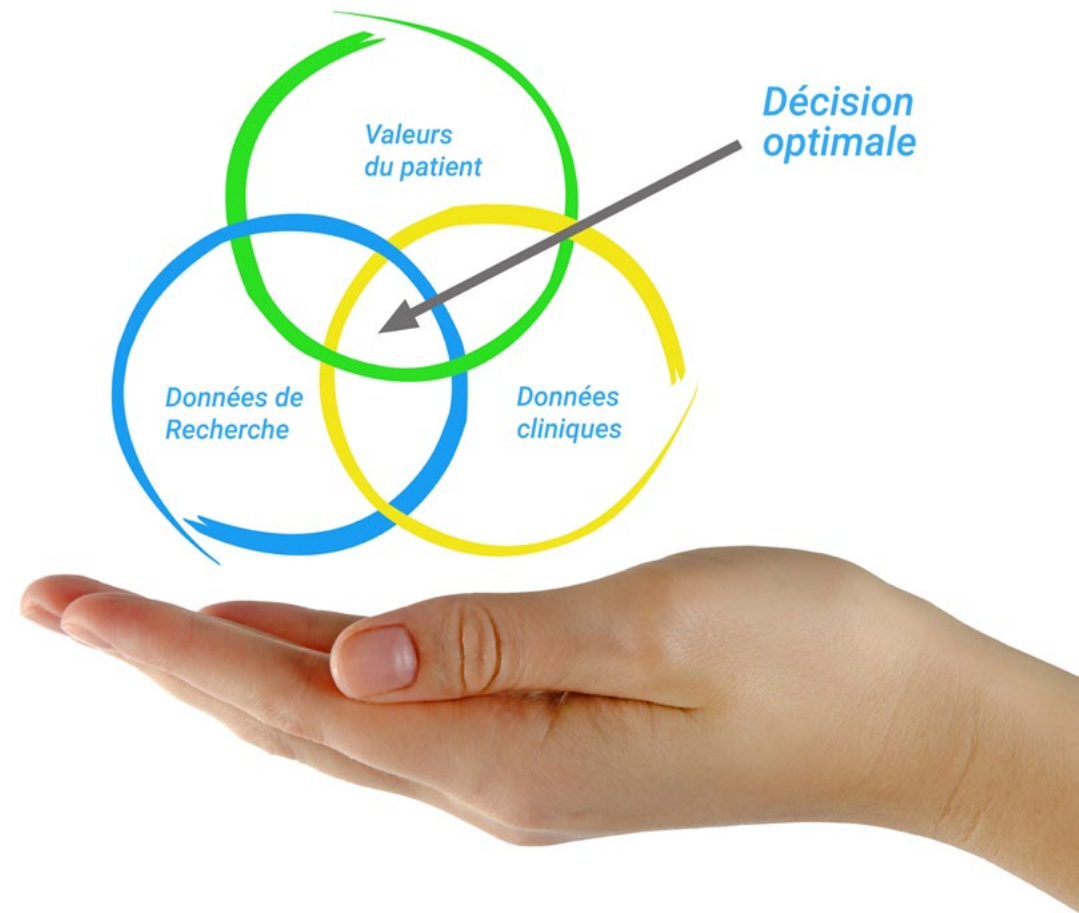 Valeurs
du patient
Décision
optimale
Données de
Recherche
Données
cliniques